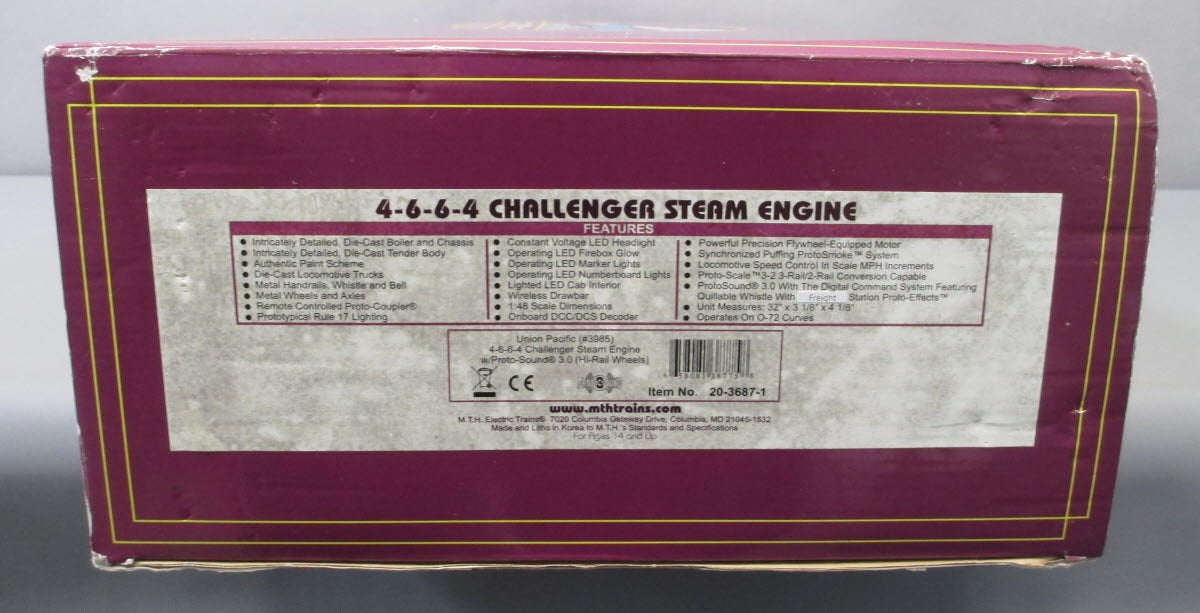 4-6-6-4 CHALLENGER STEAM ENGINE
FEATURES
• Intricately Detailed, Die-Cast Boiler and Chassis
• Intricately Detailed, Die-Cast Tender Body
• Authentic Paint Scheme
• Die-Cast Locomotive Trucks
• Metal Handrails, Whistle and Bell
• Metal Wheels and Axles
• Remote Controlled Proto-Coupler®
• Prototypical Rule 17 Lighting
• Constant Voltage LED Headlight
• Operating LED Firebox Glow
• Operating LED Marker Lights
• Operating LED Numberboard Lights
• Lighted LED Cab Interior
• Wireless Drawbar
• 1:48 Scale Dimensions
• Onboard DCC/DCS Decoder
• Powerful Precision Flywheel-Equipped Motor
• Synchronized Puffing ProtoSmoke™ System
• Locomotive Speed Control In Scale MPH Increments
• Proto-Scale™3-2 3-Rail/2-Rail Conversion Capable
• ProtoSound® 3.0 With The Digital Command System Featuring
Quillable Whistle With Freight Station Proto-Effects™
• Unit Measures: 32" x 3 1/8" x 4 1/8"
• Operates On O-72 Curves
Union Pacific (#3985)
4-6-6-4 Challenger Steam Engine
w/Proto-Sound® 3.0 (Hi-Rail Wheels)
CE
3
Item No. 20-3687-1
www.mthtrains.com
M.T.H. Electric Trains® 7020 Columbia Gateway Drive, Columbia, MD 21046-1532
Made and Litho in Korea to M.T.H.'s Standards and Specifications
For Ages 14 and Up